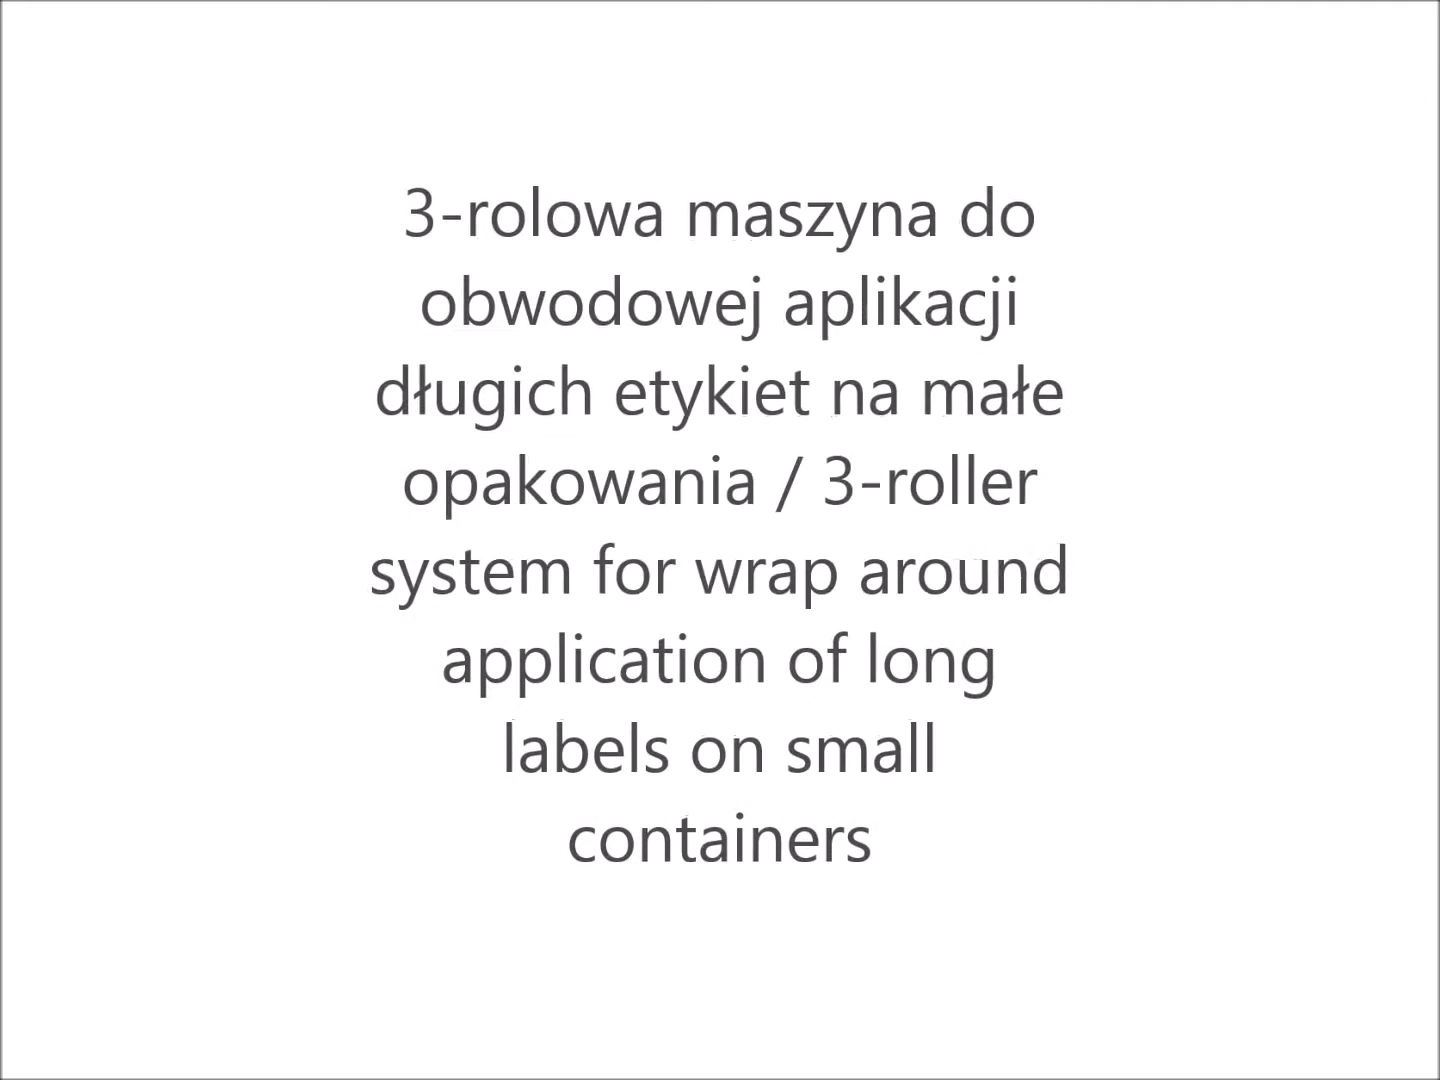 3-rolowa maszyna do
obwodowej aplikacji
długich etykiet na małe
opakowania / 3-roller
system for wrap around
application of long
labels on small
containers